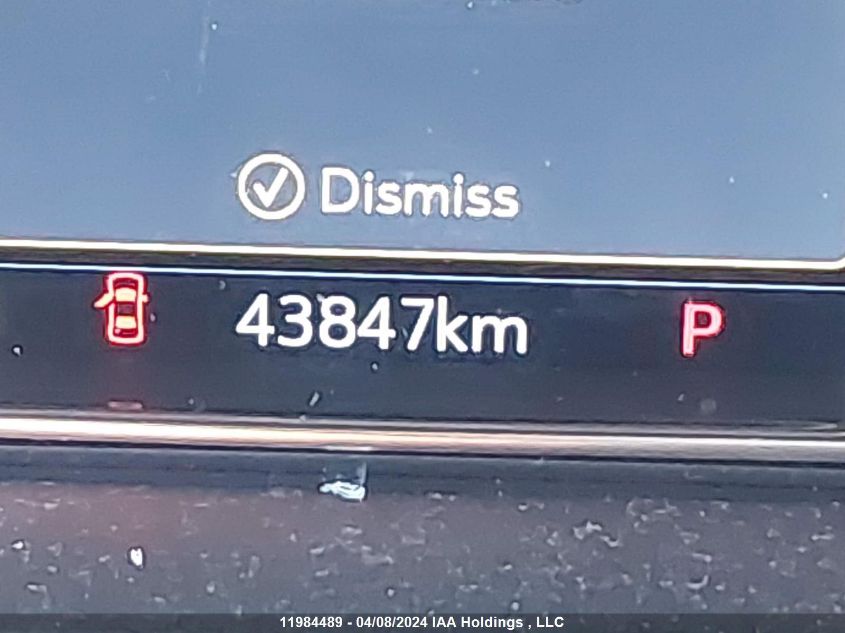 Dismiss
43847km P
11984489 - 04/08/2024 IAA Holdings , LLC